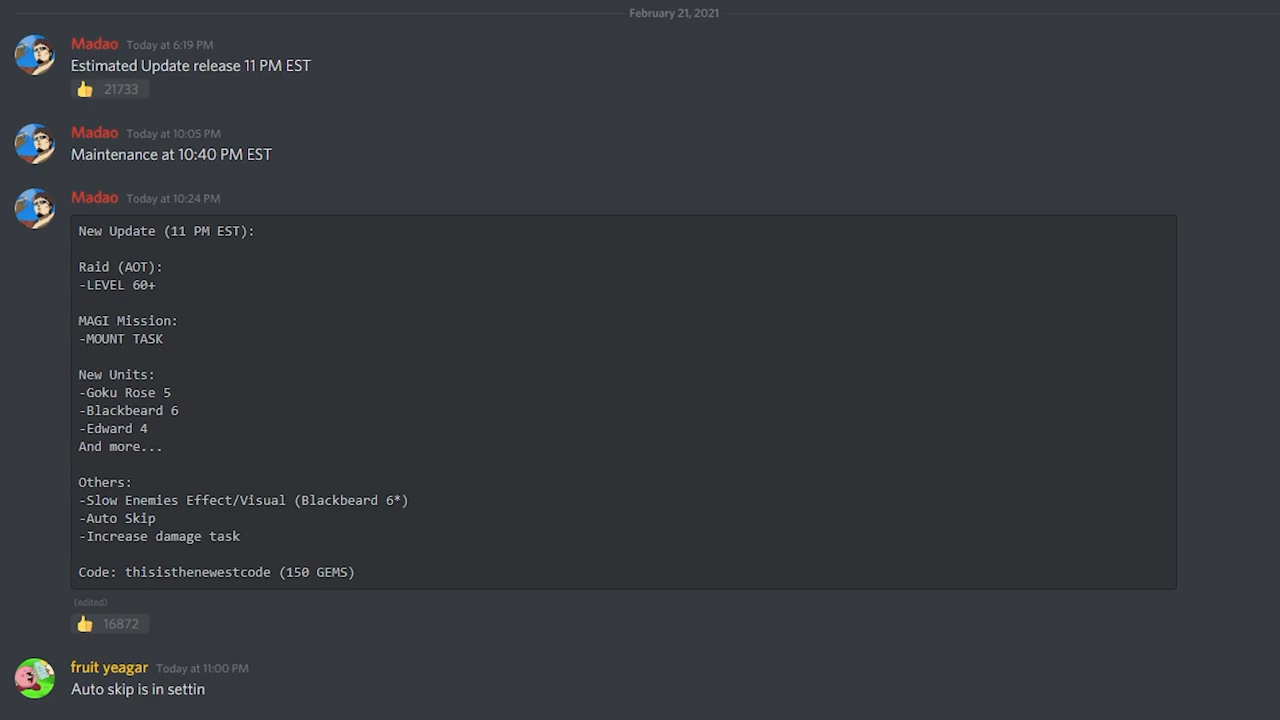 February 21, 2021
Madao Today at 6:19 PM
Estimated Update release 11 PM EST
21733
Madao Today at 10:05 PM
Maintenance at 10:40 PM EST
Madao Today at 10:24 PM
New Update (11 PM EST):
Raid (AOT):
-LEVEL 60+
MAGI Mission:
-MOUNT TASK
New Units:
-Goku Rose 5
-Blackbeard 6
-Edward 4
And more...
Others:
-Slow Enemies Effect/Visual (Blackbeard 6*)
-Auto Skip
-Increase damage task
Code: thisisthenewestcode (150 GEMS)
(edited)
16872
fruit yeagar Today at 11:00 PM
Auto skip is in settin